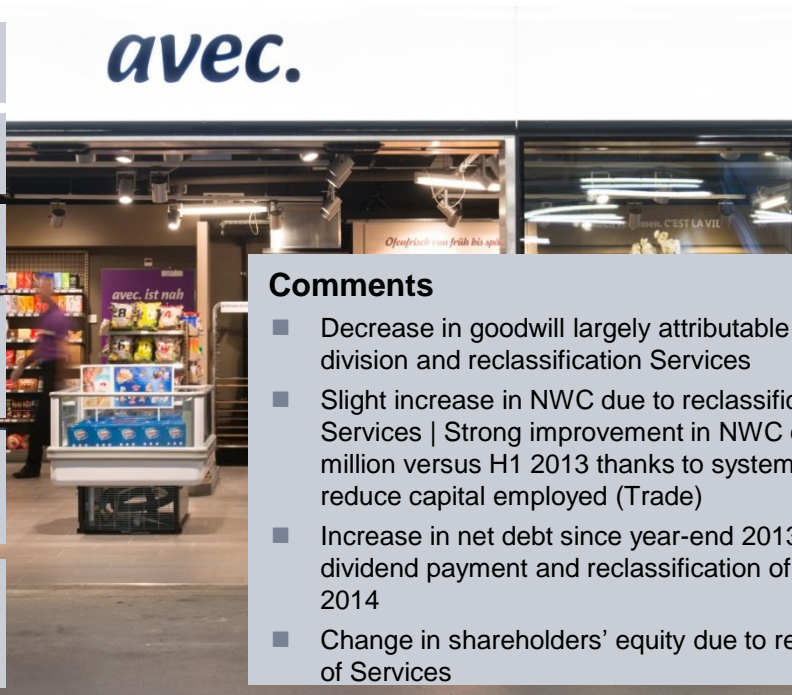 avec.
Ofenfrisch von früh bis spä
ssen. C'EST LA VIE
avec. ist nah
Comments
■ Decrease in goodwill largely attributable
division and reclassification Services
■ Slight increase in NWC due to reclassific
Services | Strong improvement in NWC
million versus H1 2013 thanks to system
reduce capital employed (Trade)
■ Increase in net debt since year-end 2013
dividend payment and reclassification of
2014
■ Change in shareholders' equity due to re
of Services